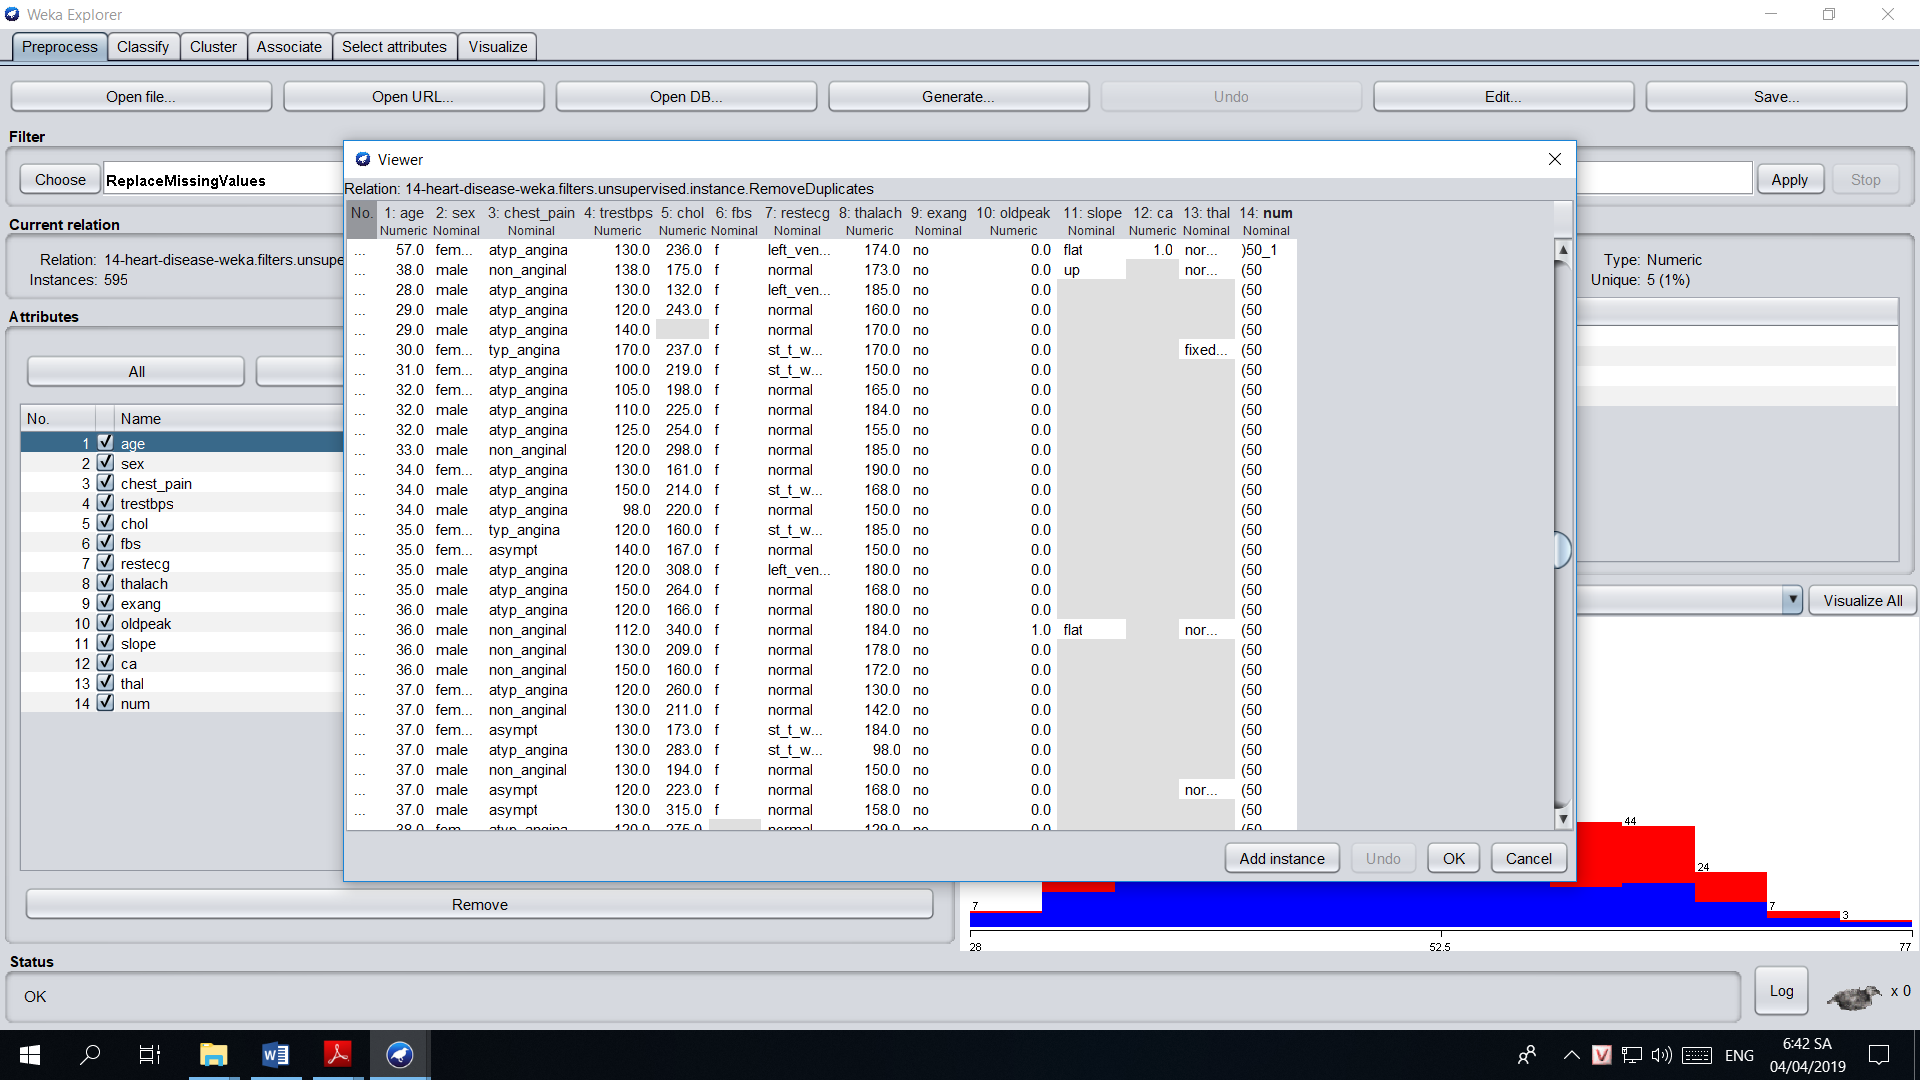 Weka Explorer
Preprocess Classify Cluster Associate Select attributes Visualize
Open file... Open URL... Open DB... Generate... Undo Edit... Save...
Filter
Choose ReplaceMissingValues Apply Stop
Current relation
Relation: 14-heart-disease-weka.filters.unsupe
Instances: 595
Type: Numeric
Unique: 5 (1%)
Attributes
All
No. Name
1 age
2 sex
3 chest_pain
4 trestbps
5 chol
6 fbs
7 restecg
8 thalach
9 exang
10 oldpeak
11 slope
12 ca
13 thal
14 num
Remove
Viewer
Relation: 14-heart-disease-weka.filters.unsupervised.instance.RemoveDuplicates
No. 1: age 2: sex 3: chest_pain 4: trestbps 5: chol 6: fbs 7: restecg 8: thalach 9: exang 10: oldpeak 11: slope 12: ca 13: thal 14: num
Numeric Nominal Nominal Numeric Numeric Nominal Nominal Numeric Nominal Numeric Nominal Numeric Nominal Nominal
... 57.0 fem... atyp_angina 130.0 236.0 f left_ven... 174.0 no 0.0 flat 1.0 nor... )50_1
... 38.0 male non_anginal 138.0 175.0 f normal 173.0 no 0.0 up nor... (50
... 28.0 male atyp_angina 130.0 132.0 f left_ven... 185.0 no 0.0 (50
... 29.0 male atyp_angina 120.0 243.0 f normal 160.0 no 0.0 (50
... 29.0 male atyp_angina 140.0 f normal 170.0 no 0.0 (50
... 30.0 fem... typ_angina 170.0 237.0 f st_t_w... 170.0 no 0.0 fixed... (50
... 31.0 fem... atyp_angina 100.0 219.0 f st_t_w... 150.0 no 0.0 (50
... 32.0 fem... atyp_angina 105.0 198.0 f normal 165.0 no 0.0 (50
... 32.0 male atyp_angina 110.0 225.0 f normal 184.0 no 0.0 (50
... 32.0 male atyp_angina 125.0 254.0 f normal 155.0 no 0.0 (50
... 33.0 male non_anginal 120.0 298.0 f normal 185.0 no 0.0 (50
... 34.0 fem... atyp_angina 130.0 161.0 f normal 190.0 no 0.0 (50
... 34.0 male atyp_angina 150.0 214.0 f st_t_w... 168.0 no 0.0 (50
... 34.0 male atyp_angina 98.0 220.0 f normal 150.0 no 0.0 (50
... 35.0 fem... typ_angina 120.0 160.0 f st_t_w... 185.0 no 0.0 (50
... 35.0 fem... asympt 140.0 167.0 f normal 150.0 no 0.0 (50
... 35.0 male atyp_angina 120.0 308.0 f left_ven... 180.0 no 0.0 (50
... 35.0 male atyp_angina 150.0 264.0 f normal 168.0 no 0.0 (50
... 36.0 male atyp_angina 120.0 166.0 f normal 180.0 no 0.0 (50
... 36.0 male non_anginal 112.0 340.0 f normal 184.0 no 1.0 flat nor... (50
... 36.0 male non_anginal 130.0 209.0 f normal 178.0 no 0.0 (50
... 36.0 male non_anginal 150.0 160.0 f normal 172.0 no 0.0 (50
... 37.0 fem... atyp_angina 120.0 260.0 f normal 130.0 no 0.0 (50
... 37.0 fem... non_anginal 130.0 211.0 f normal 142.0 no 0.0 (50
... 37.0 fem... asympt 130.0 173.0 f st_t_w... 184.0 no 0.0 (50
... 37.0 male atyp_angina 130.0 283.0 f st_t_w... 98.0 no 0.0 (50
... 37.0 male non_anginal 130.0 194.0 f normal 150.0 no 0.0 (50
... 37.0 male asympt 120.0 223.0 f normal 168.0 no 0.0 nor... (50
... 37.0 male asympt 130.0 315.0 f normal 158.0 no 0.0 (50
38.0 fem atyp_angina 120.0 275.0 normal 129.0 no 0.0 (50
Add instance Undo OK Cancel
Visualize All
7 44 24 7 3
28 52.5 77
Status
OK
Log x 0
ENG
6:42 SA
04/04/2019